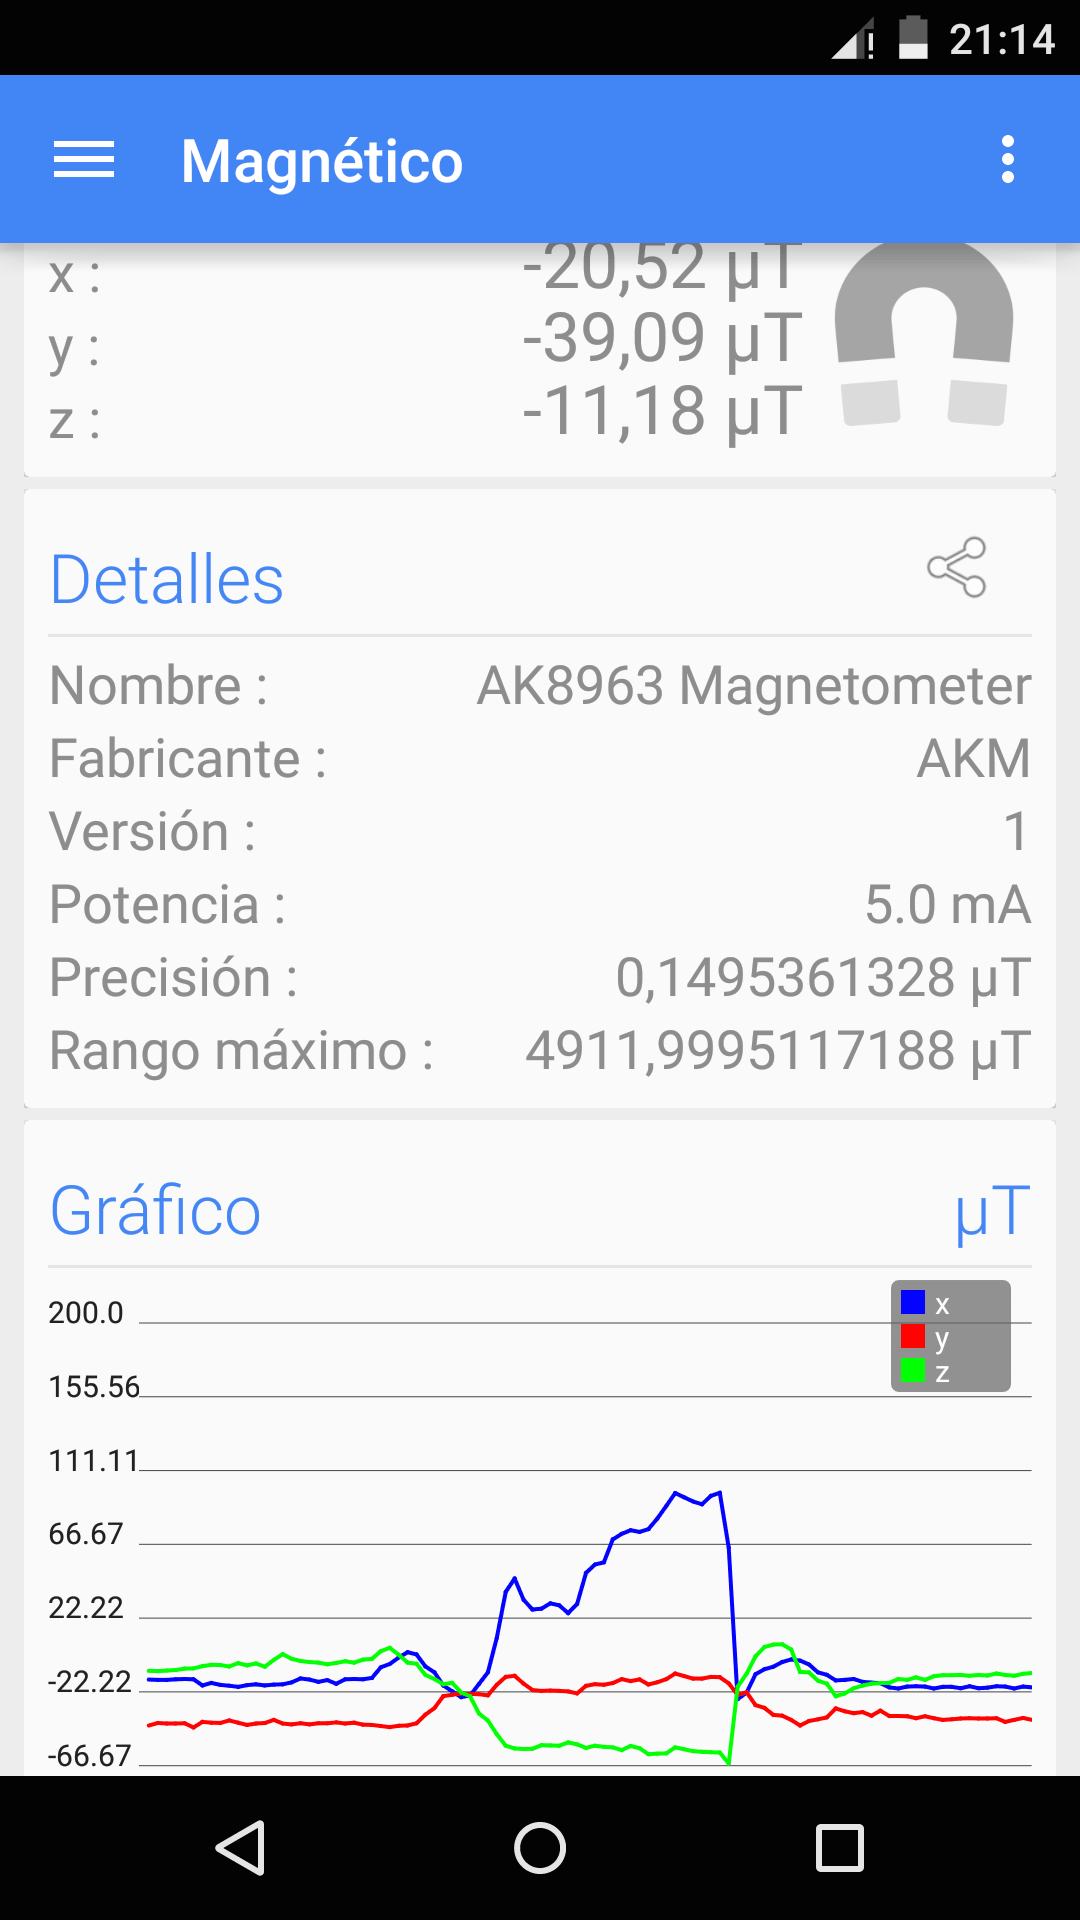 21:14
Magnético
x : -20,52 µT
y : -39,09 µT
z : -11,18 µT
Detalles
Nombre : AK8963 Magnetometer
Fabricante : AKM
Versión : 1
Potencia : 5.0 mA
Precisión : 0,1495361328 µT
Rango máximo : 4911,9995117188 µT
Gráfico µT
x
y
z
200.0
155.56
111.11
66.67
22.22
-22.22
-66.67